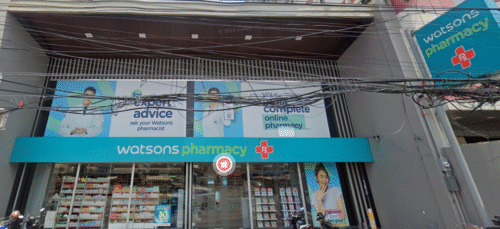 watsons
pharmacy
expert
advice
ask your Watsons
pharmacist
your
complete
online
pharmacy
watsons pharmacy